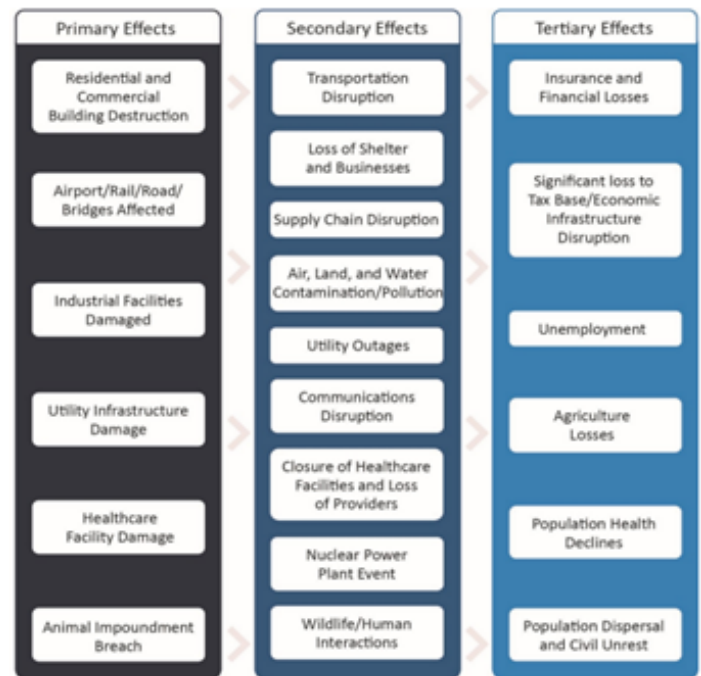 Primary Effects
Residential and
Commercial
Building Destruction
Airport/Rail/Road/
Bridges Affected
Industrial Facilities
Damaged
Utility Infrastructure
Damage
Healthcare
Facility Damage
Animal Impoundment
Breach
Secondary Effects
Transportation
Disruption
Loss of Shelter
and Businesses
Supply Chain Disruption
Air, Land, and Water
Contamination/Pollution
Utility Outages
Communications
Disruption
Closure of Healthcare
Facilities and Loss
of Providers
Nuclear Power
Plant Event
Wildlife/Human
Interactions
Tertiary Effects
Insurance and
Financial Losses
Significant loss to
Tax Base/Economic
Infrastructure
Disruption
Unemployment
Agriculture
Losses
Population Health
Declines
Population Dispersal
and Civil Unrest